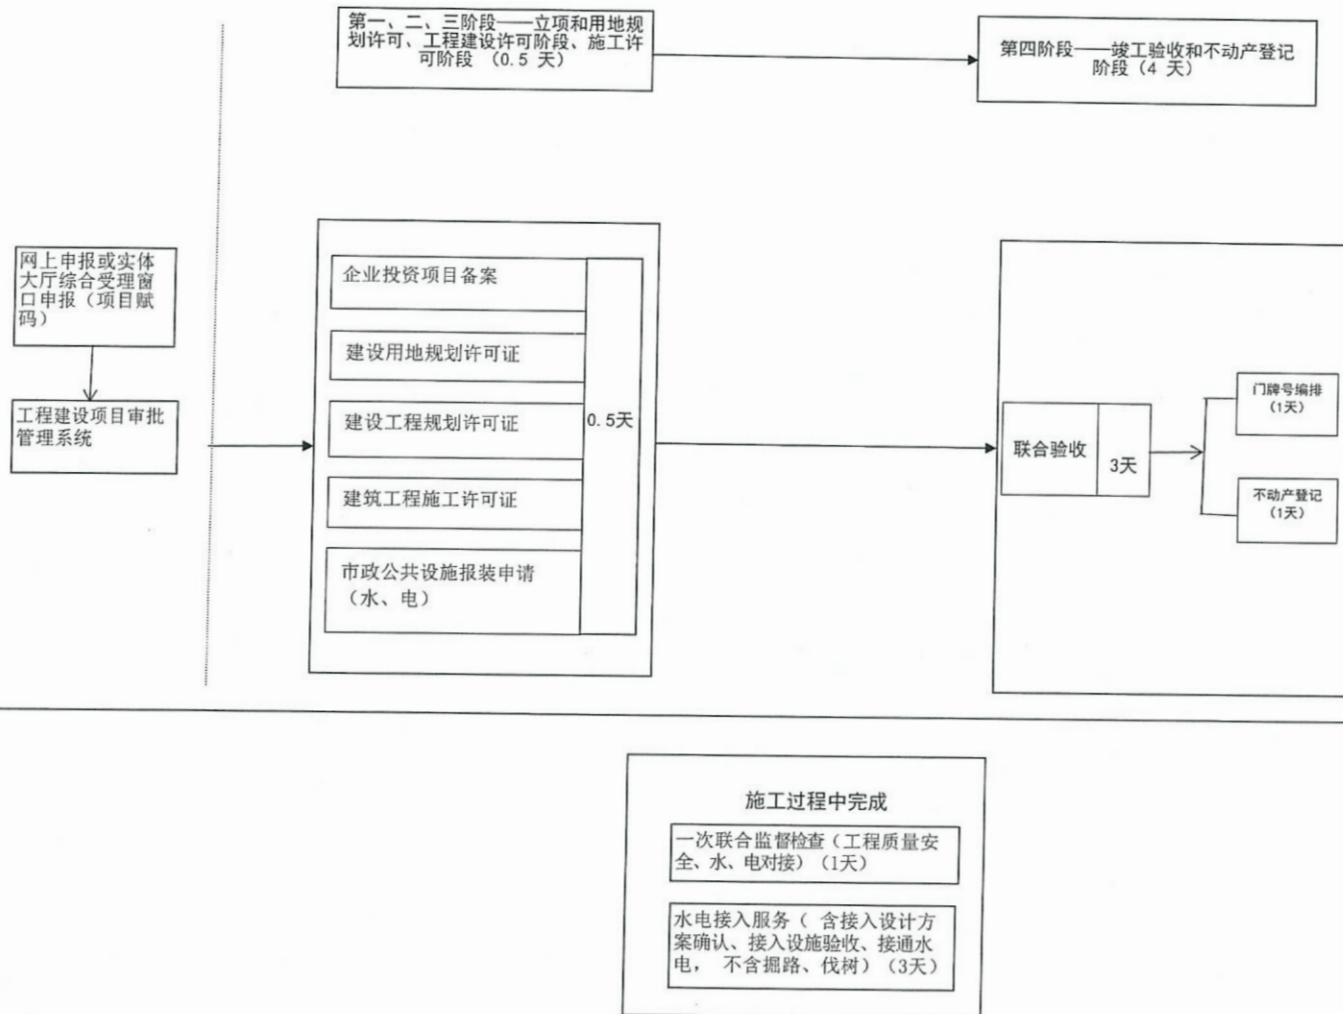 第一、二、三阶段——立项和用地规
划许可、工程建设许可阶段、施工许
可阶段 （0.5 天）
第四阶段——竣工验收和不动产登记
阶段（4 天）
网上申报或实体
大厅综合受理窗
口申报（项目赋
码）
工程建设项目审批
管理系统
企业投资项目备案
建设用地规划许可证
建设工程规划许可证
建筑工程施工许可证
市政公共设施报装申请
（水、电）
0.5天
联合验收
3天
门牌号编排
（1天）
不动产登记
（1天）
施工过程中完成
一次联合监督检查（工程质量安
全、水、电对接）（1天）
水电接入服务（ 含接入设计方
案确认、接入设施验收、接通水
电， 不含掘路、伐树）（3天）